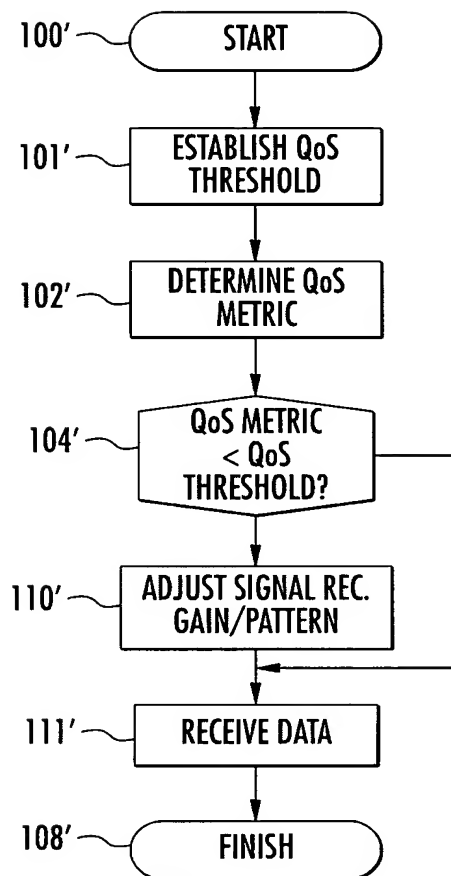 100'
START
101'
ESTABLISH QoS
THRESHOLD
102'
DETERMINE QoS
METRIC
104'
QoS METRIC
< QoS
THRESHOLD?
110'
ADJUST SIGNAL REC.
GAIN/PATTERN
111'
RECEIVE DATA
108'
FINISH